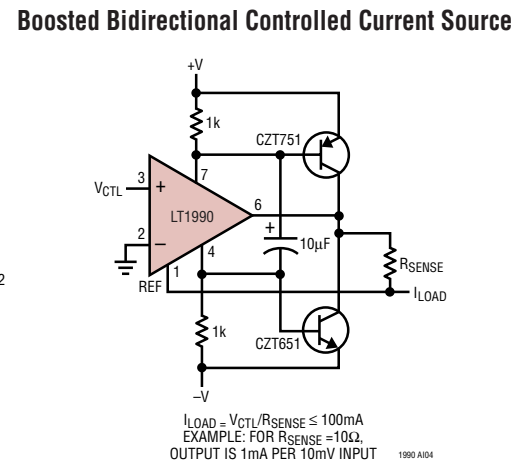 Boosted Bidirectional Controlled Current Source
+V
1k
CZT751
3
7
VCTL
+
LT1990
6
+
10µF
2
–
4
RSENSE
2
1
REF
ILOAD
1k
CZT651
–V
ILOAD = VCTL/RSENSE ≤ 100mA
EXAMPLE: FOR RSENSE =10Ω,
OUTPUT IS 1mA PER 10mV INPUT
1990 AI04